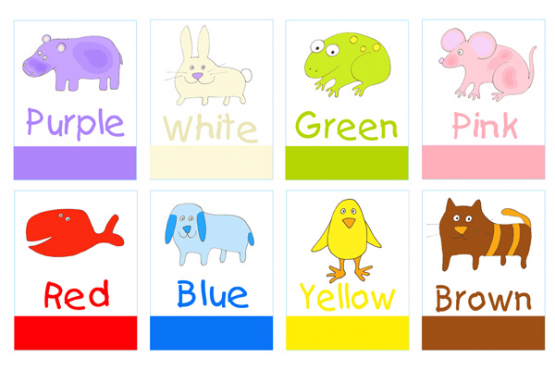 Purple
White
Green
Pink
Red
Blue
Yellow
Brown